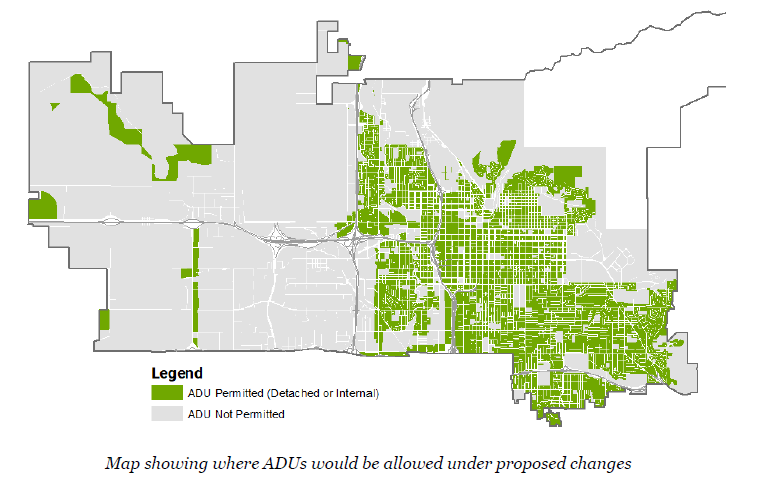 Legend
ADU Permitted (Detached or Internal)
ADU Not Permitted
Map showing where ADUs would be allowed under proposed changes